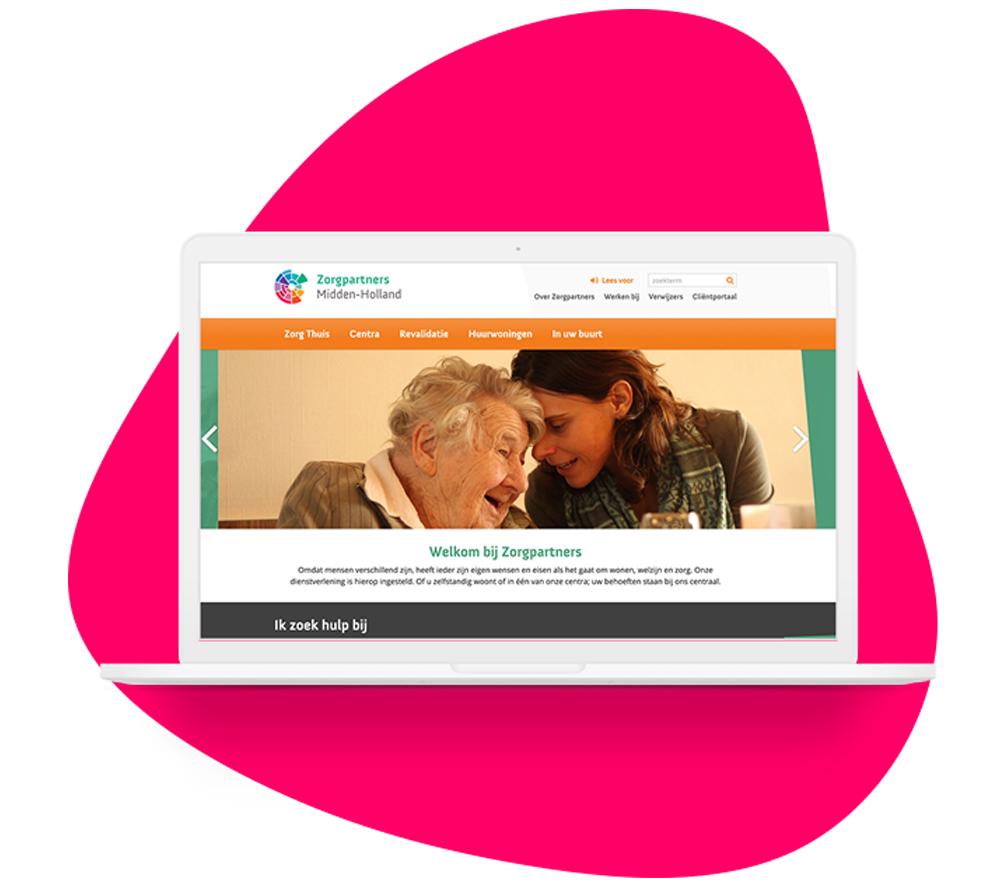 Zorgpartners
Midden-Holland
Lees voor
zoekterm
Over Zorgpartners Werken bij Verwijzers Cliëntportaal
Zorg Thuis Centra Revalidatie Huurwoningen In uw buurt
Welkom bij Zorgpartners
Omdat mensen verschillend zijn, heeft ieder zijn eigen wensen en eisen als het gaat om wonen, welzijn en zorg. Onze
dienstverlening is hierop ingesteld. Of u zelfstandig woont of in één van onze centra; uw behoeften staan bij ons centraal.
Ik zoek hulp bij